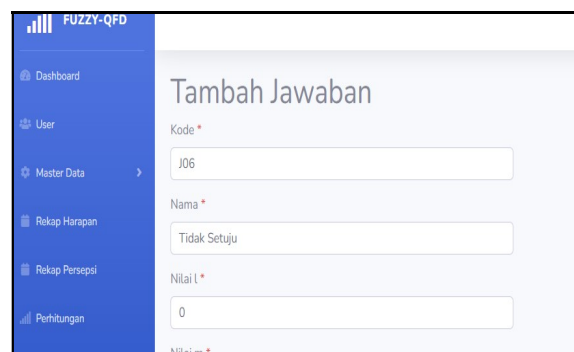 FUZZY-QFD
Dashboard
User
Master Data
Rekap Harapan
Rekap Persepsi
Perhitungan
Tambah Jawaban
Kode *
J06
Nama *
Tidak Setuju
Nilai l *
0
Nilai m *